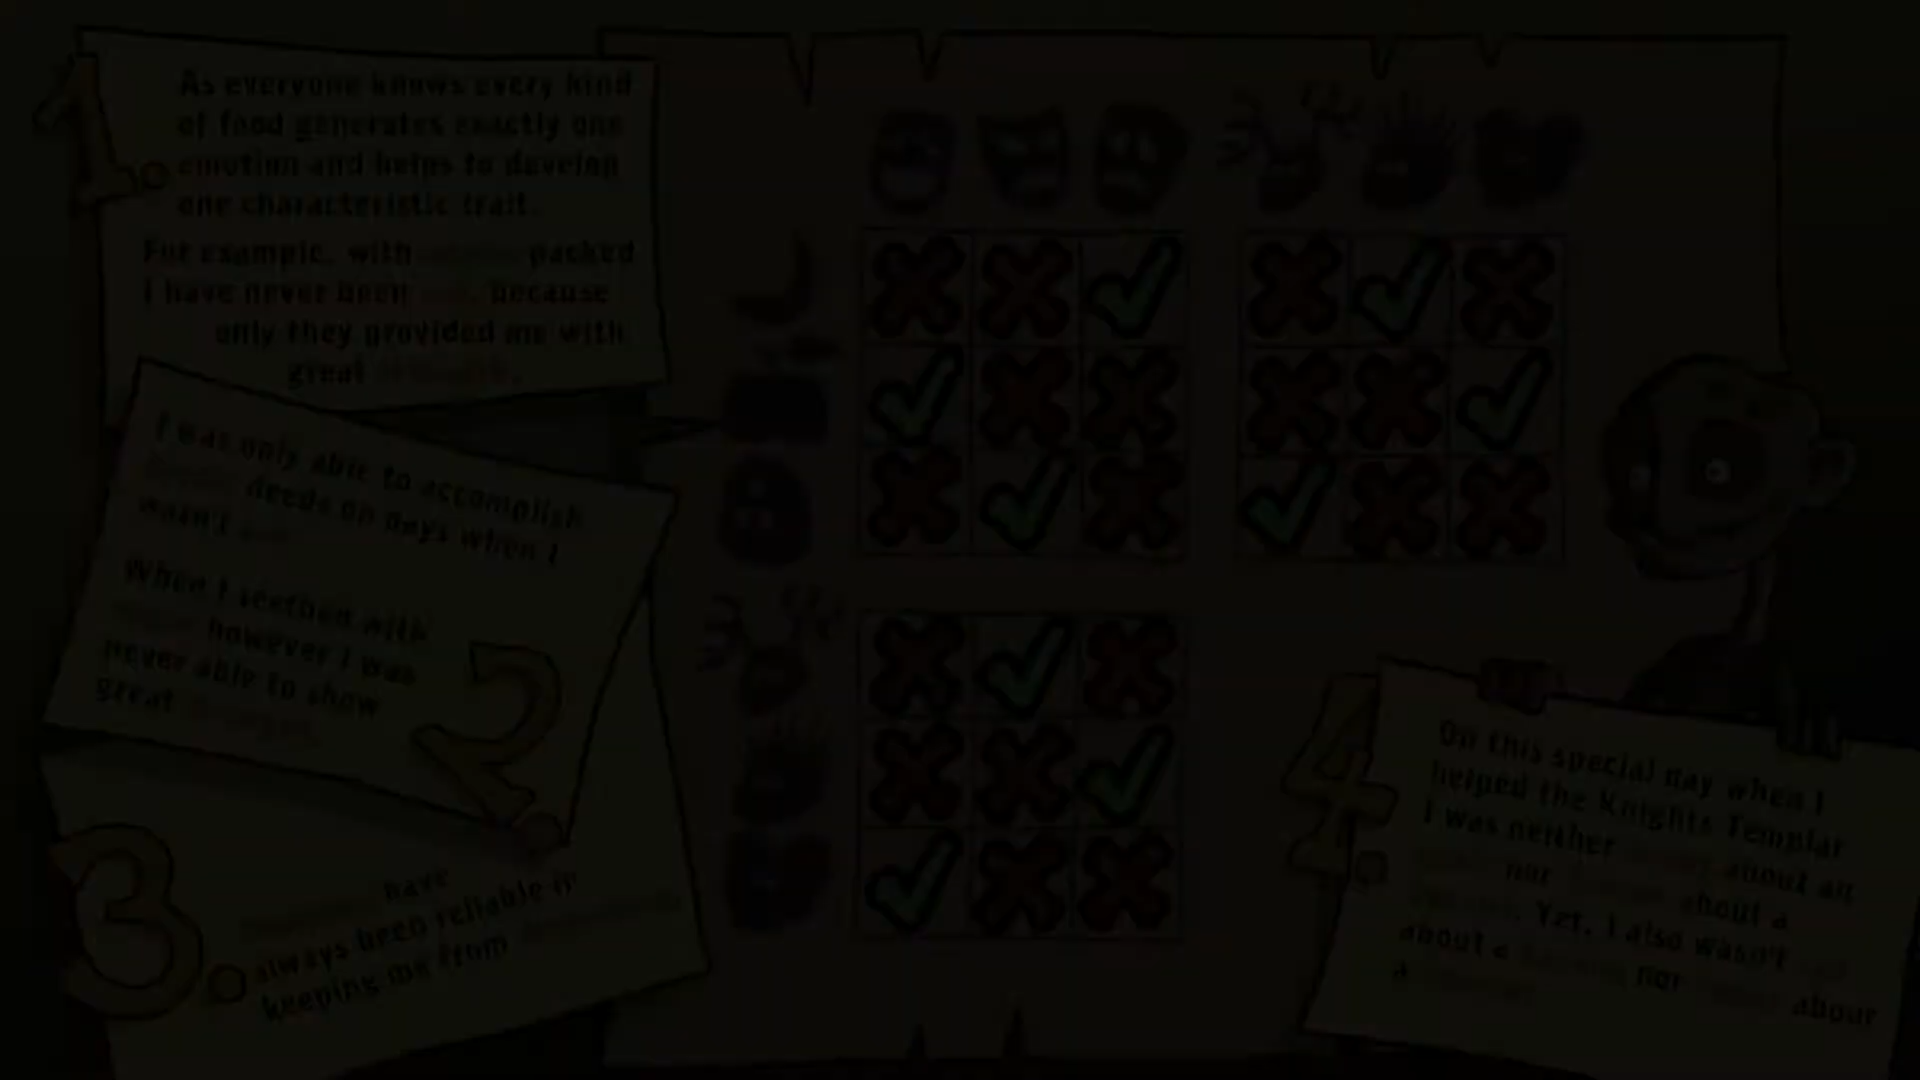 1.
As everyone knows every kind
of food generates exactly one
emotion and helps to develop
one characteristic trait.
For example, with packed
I have never been , because
only they provided me with
great .
I was only able to accomplish
deeds on days when I
wasn't
When I seethed with
however I was
never able to show
great
2.
3.
have
always been reliable in
keeping me from
4.
On this special day when I
helped the Knights Templar
I was neither about an
nor about a
. Yet, I also wasn't
about a nor about
a